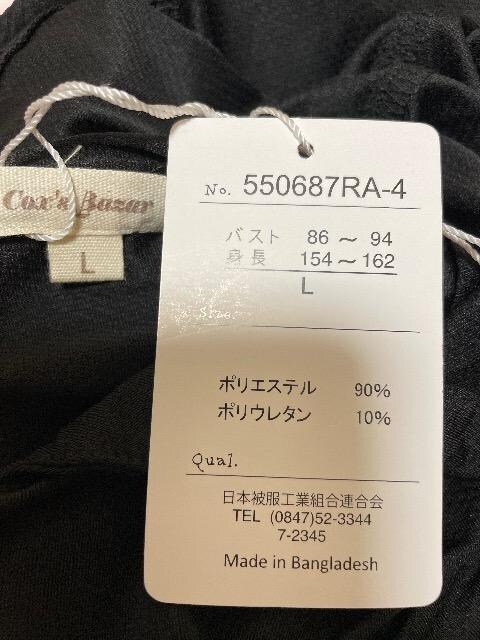 Cox's Bazar
L
No. 550687RA-4
バスト 86 ～ 94
身長 154 ～ 162
L
Size.
ポリエステル 90%
ポリウレタン 10%
Qual.
日本被服工業組合連合会
TEL (0847)52-3344
7-2345
Made in Bangladesh